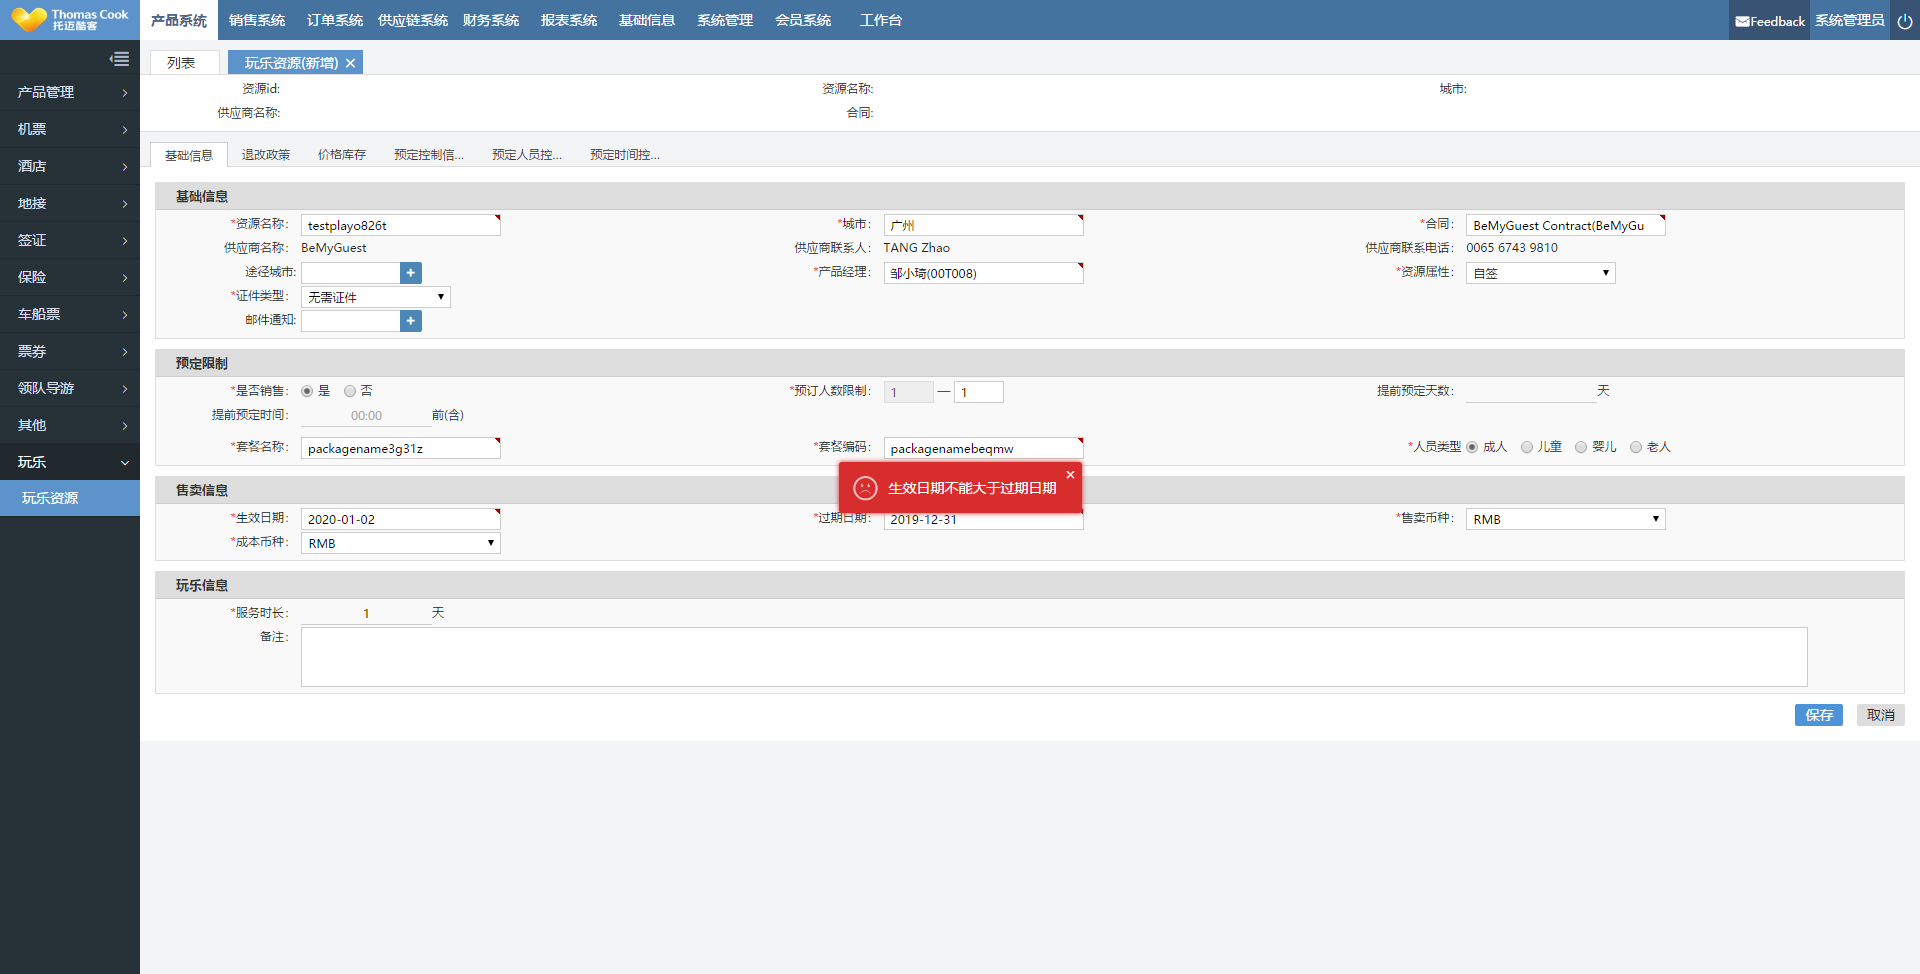 Thomas Cook
托迈酷客
产品系统 销售系统 订单系统 供应链系统 财务系统 报表系统 基础信息 系统管理 会员系统 工作台 Feedback 系统管理员
列表 玩乐资源(新增)
产品管理
机票
酒店
地接
签证
保险
车船票
票券
领队导游
其他
玩乐
玩乐资源
资源id: 资源名称: 城市:
供应商名称: 合同:
基础信息 退改政策 价格库存 预定控制信... 预定人员控... 预定时间控...
基础信息
*资源名称: testplayo826t *城市: 广州 *合同: BeMyGuest Contract(BeMyGu
供应商名称: BeMyGuest 供应商联系人: TANG Zhao 供应商联系电话: 0065 6743 9810
途径城市: + *产品经理: 邹小琦(00T008) *资源属性: 自签
*证件类型: 无需证件
邮件通知: +
预定限制
*是否销售: 是 否 *预订人数限制: 1 — 1 提前预定天数: 天
提前预定时间: 00:00 前(含)
*套餐名称: packagename3g31z *套餐编码: packagenamebeqmw *人员类型 成人 儿童 婴儿 老人
生效日期不能大于过期日期
售卖信息
*生效日期: 2020-01-02 *过期日期: 2019-12-31 *售卖币种: RMB
*成本币种: RMB
玩乐信息
*服务时长: 1 天
备注:
保存 取消